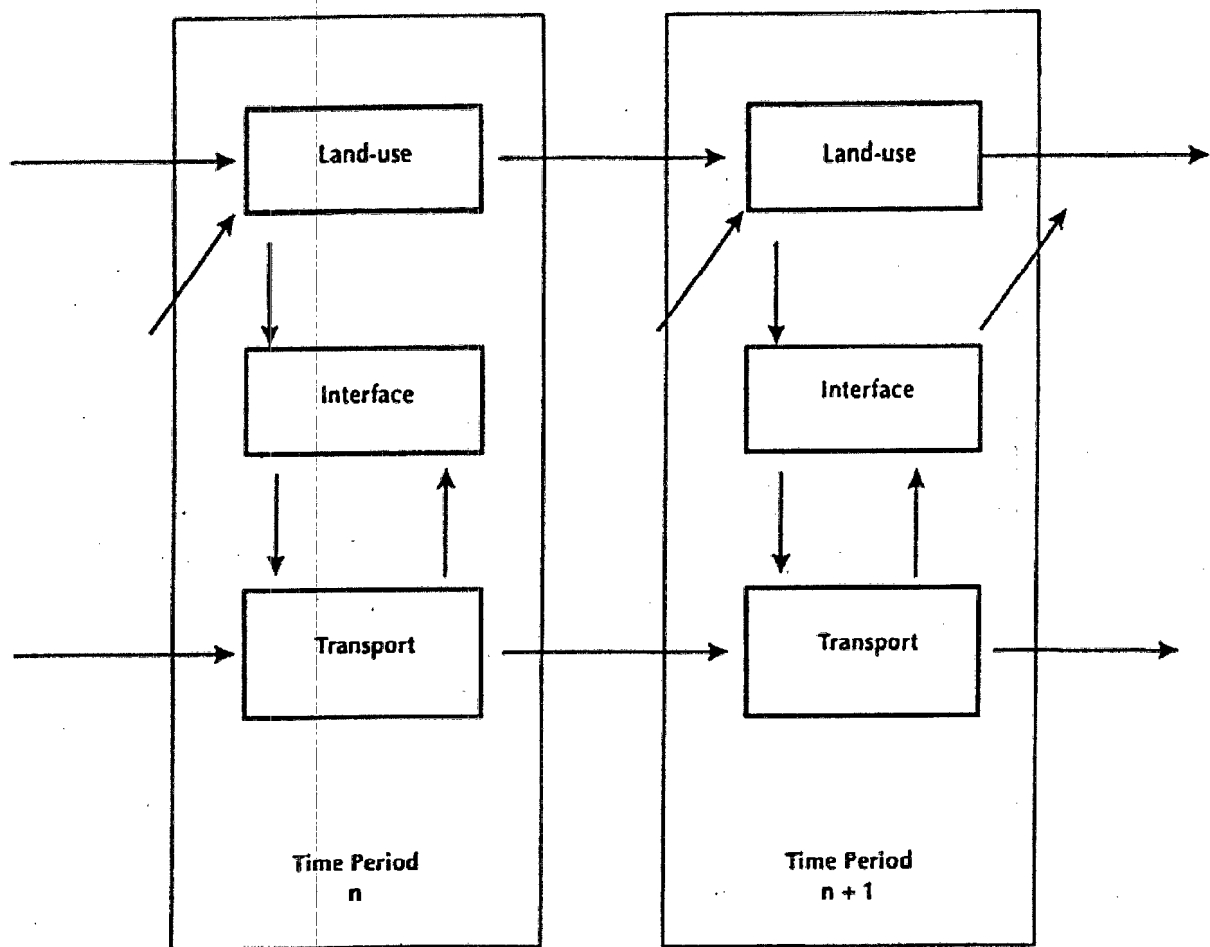 Land-use
Interface
Transport
Time Period
n
Land-use
Interface
Transport
Time Period
n + 1